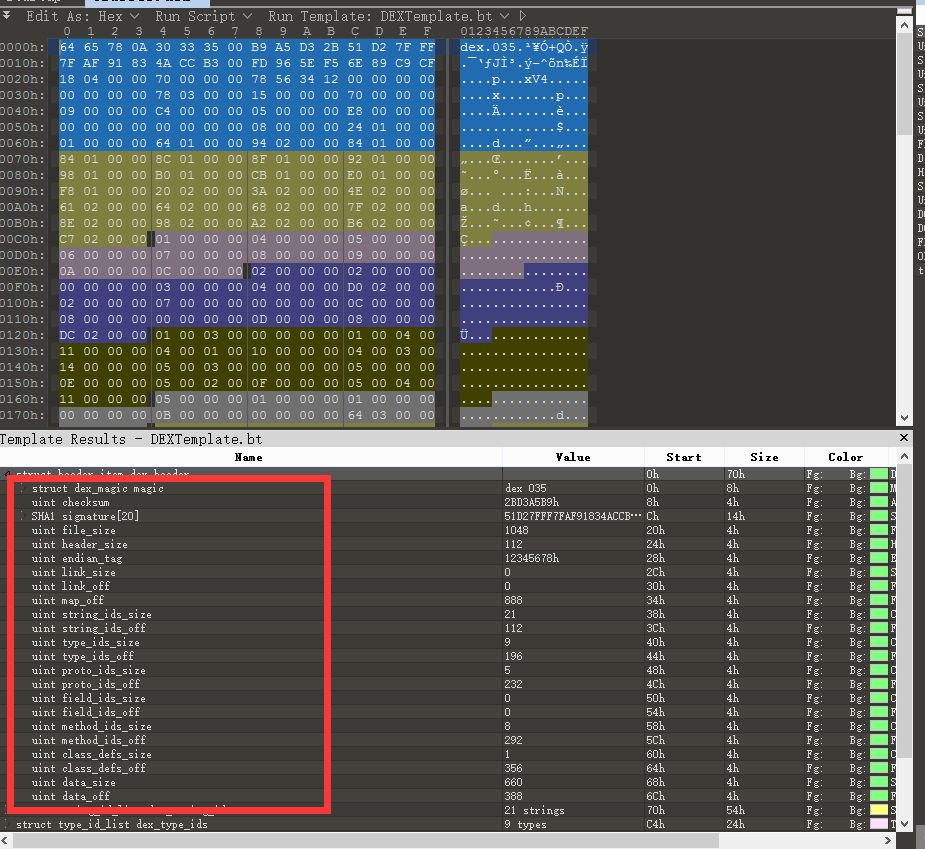 Edit As: Hex Run Script Run Template: DEXTemplate.bt
0 1 2 3 4 5 6 7 8 9 A B C D E F 0123456789ABCDEF
0000h: 64 65 78 0A 30 33 35 00 B9 A5 D3 2B 51 D2 7F FF dex.035.¹¥Ó+QÒ.ÿ
0010h: 7F AF 91 83 4A CC B3 00 FD 96 5E F5 6E 89 C9 CF .¯‘ƒJÌ³.ý–^õn‰ÉÏ
0020h: 18 04 00 00 70 00 00 00 78 56 34 12 00 00 00 00 ....p...xV4.....
0030h: 00 00 00 00 78 03 00 00 15 00 00 00 70 00 00 00 ....x.......p...
0040h: 09 00 00 00 C4 00 00 00 05 00 00 00 E8 00 00 00 ....Ä.......è...
0050h: 00 00 00 00 00 00 00 00 08 00 00 00 24 01 00 00 ............$...
0060h: 01 00 00 00 64 01 00 00 94 02 00 00 84 01 00 00 ....d...”...„...
0070h: 84 01 00 00 8C 01 00 00 8F 01 00 00 92 01 00 00 „...Œ.......’...
0080h: 98 01 00 00 B0 01 00 00 CB 01 00 00 E0 01 00 00 ˜...°...Ë...à...
0090h: F8 01 00 00 20 02 00 00 3A 02 00 00 4E 02 00 00 ø... ...:...N...
00A0h: 61 02 00 00 64 02 00 00 68 02 00 00 7F 02 00 00 a...d...h.......
00B0h: 8E 02 00 00 98 02 00 00 A2 02 00 00 B6 02 00 00 Ž...˜...¢...¶...
00C0h: C7 02 00 00 01 00 00 00 04 00 00 00 05 00 00 00 Ç...............
00D0h: 06 00 00 00 07 00 00 00 08 00 00 00 09 00 00 00 ................
00E0h: 0A 00 00 00 0C 00 00 00 02 00 00 00 02 00 00 00 ................
00F0h: 00 00 00 00 03 00 00 00 04 00 00 00 D0 02 00 00 ............Ð...
0100h: 02 00 00 00 07 00 00 00 00 00 00 00 0C 00 00 00 ................
0110h: 08 00 00 00 00 00 00 00 0D 00 00 00 08 00 00 00 ................
0120h: DC 02 00 00 01 00 03 00 00 00 00 00 01 00 04 00 Ü...............
0130h: 11 00 00 00 04 00 01 00 10 00 00 00 04 00 03 00 ................
0140h: 14 00 00 00 05 00 03 00 00 00 00 00 05 00 00 00 ................
0150h: 0E 00 00 00 05 00 02 00 0F 00 00 00 05 00 04 00 ................
0160h: 11 00 00 00 05 00 00 00 01 00 00 00 01 00 00 00 ................
0170h: 00 00 00 00 0B 00 00 00 00 00 00 00 64 03 00 00 ............d...
Template Results - DEXTemplate.bt
Name Value Start Size Color
struct header_item dex_header 0h 70h Fg: Bg:
struct dex_magic magic dex 035 0h 8h Fg: Bg:
uint checksum 2BD3A5B9h 8h 4h Fg: Bg:
SHA1 signature[20] 51D27FFF7FAF91834ACCB··· Ch 14h Fg: Bg:
uint file_size 1048 20h 4h Fg: Bg:
uint header_size 112 24h 4h Fg: Bg:
uint endian_tag 12345678h 28h 4h Fg: Bg:
uint link_size 0 2Ch 4h Fg: Bg:
uint link_off 0 30h 4h Fg: Bg:
uint map_off 888 34h 4h Fg: Bg:
uint string_ids_size 21 38h 4h Fg: Bg:
uint string_ids_off 112 3Ch 4h Fg: Bg:
uint type_ids_size 9 40h 4h Fg: Bg:
uint type_ids_off 196 44h 4h Fg: Bg:
uint proto_ids_size 5 48h 4h Fg: Bg:
uint proto_ids_off 232 4Ch 4h Fg: Bg:
uint field_ids_size 0 50h 4h Fg: Bg:
uint field_ids_off 0 54h 4h Fg: Bg:
uint method_ids_size 8 58h 4h Fg: Bg:
uint method_ids_off 292 5Ch 4h Fg: Bg:
uint class_defs_size 1 60h 4h Fg: Bg:
uint class_defs_off 356 64h 4h Fg: Bg:
uint data_size 660 68h 4h Fg: Bg:
uint data_off 388 6Ch 4h Fg: Bg:
21 strings 70h 54h Fg: Bg:
struct type_id_list dex_type_ids 9 types C4h 24h Fg: Bg: